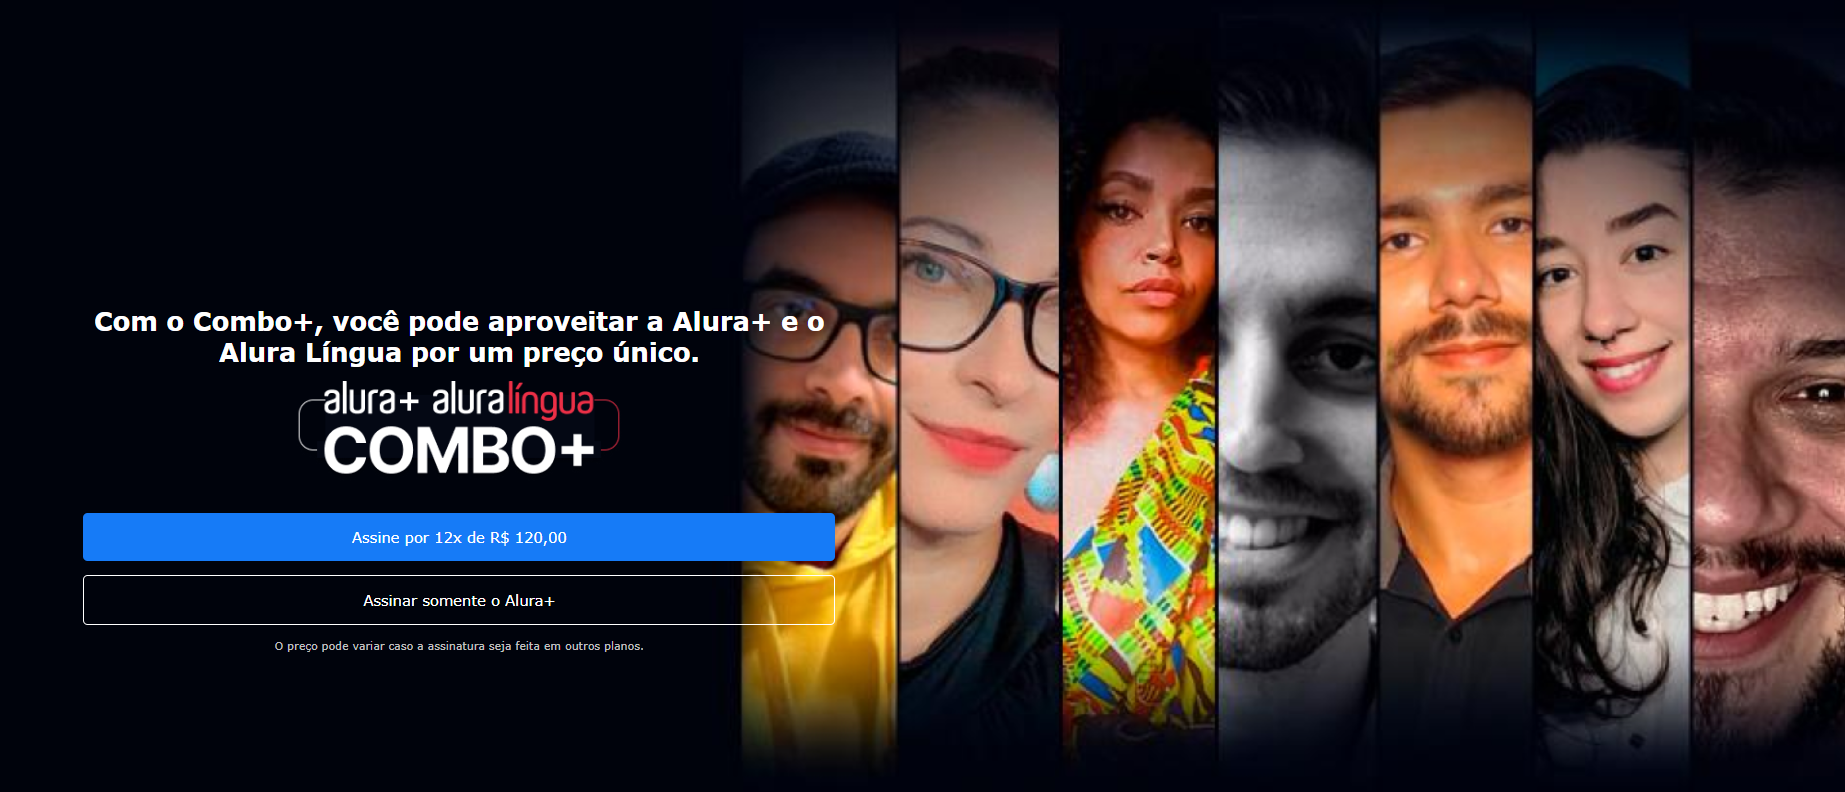 Com o Combo+, você pode aproveitar a Alura+ e o
Alura Língua por um preço único.
alura+ aluralíngua
COMBO+
Assine por 12x de R$ 120,00
Assinar somente o Alura+
O preço pode variar caso a assinatura seja feita em outros planos.